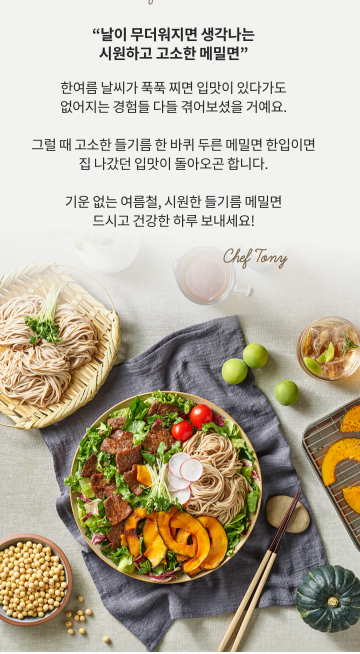 “날이 무더워지면 생각나는
시원하고 고소한 메밀면”
한여름 날씨가 푹푹 찌면 입맛이 있다가도
없어지는 경험들 다들 겪어보셨을 거예요.
그럴 때 고소한 들기름 한 바퀴 두른 메밀면 한입이면
집 나갔던 입맛이 돌아오곤 합니다.
기운 없는 여름철, 시원한 들기름 메밀면
드시고 건강한 하루 보내세요!
Chef Tony